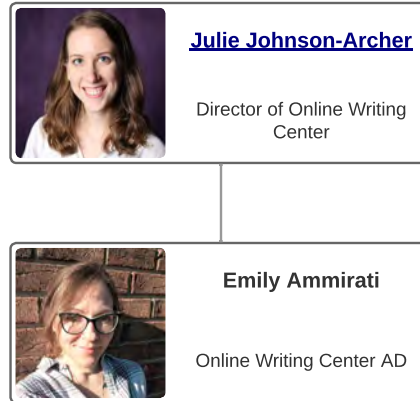 Julie Johnson-Archer
Director of Online Writing
Center
Emily Ammirati
Online Writing Center AD